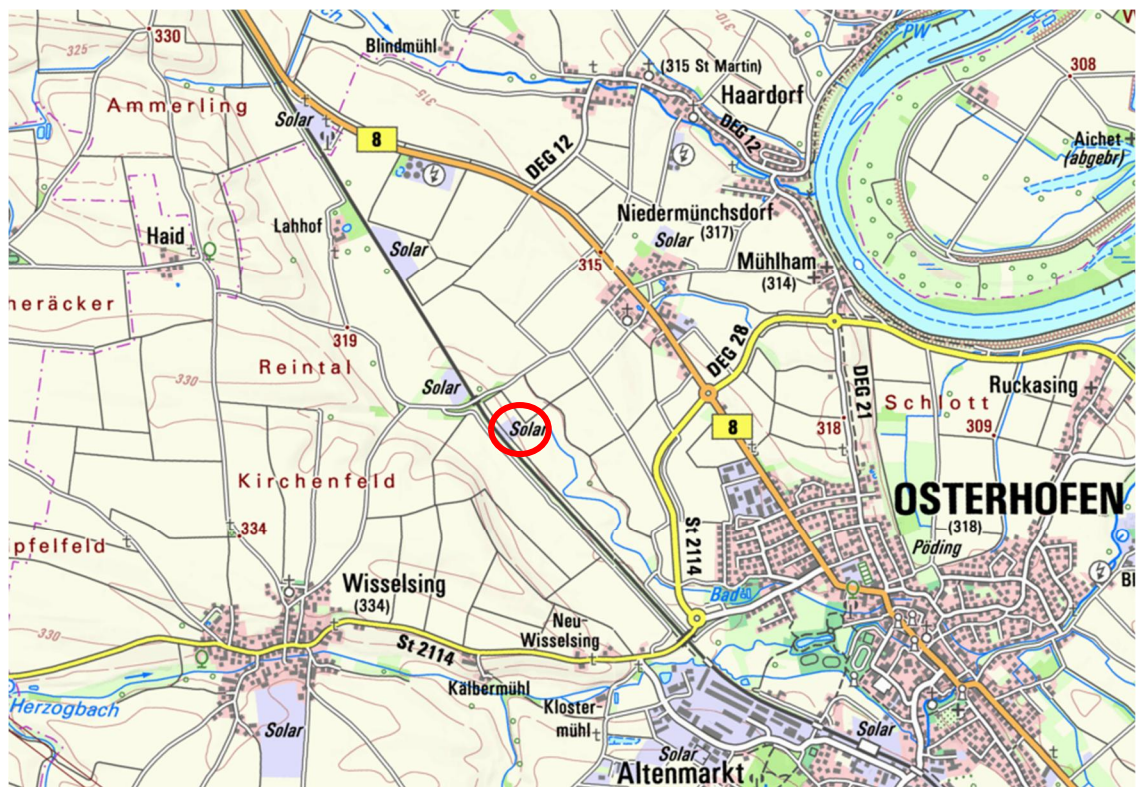 330
PW
V
325
Blindmühl
(315 St Martin)
310
308
Ammerling
315
Haardorf
Solar
8
DEG 12
DEG 12
Aichet
(abgebr)
Haid
Lahhof
Niedermünchsdorf
(317)
Solar
Solar
315
Mühlham
(314)
heräcker
319
DEG 28
Reintal
330
Solar
DEG 21
Ruckasing
Schlott
309
318
8
Solar
Kirchenfeld
OSTERHOFEN
(318)
Pöding
334
pfelfeld
St 2114
Wisselsing
(334)
Bad
Bl
330
Neu-
Wisselsing
St 2114
Kälbermühl
Herzogbach
Kloster-
mühl
Solar
Solar
Solar
Altenmarkt